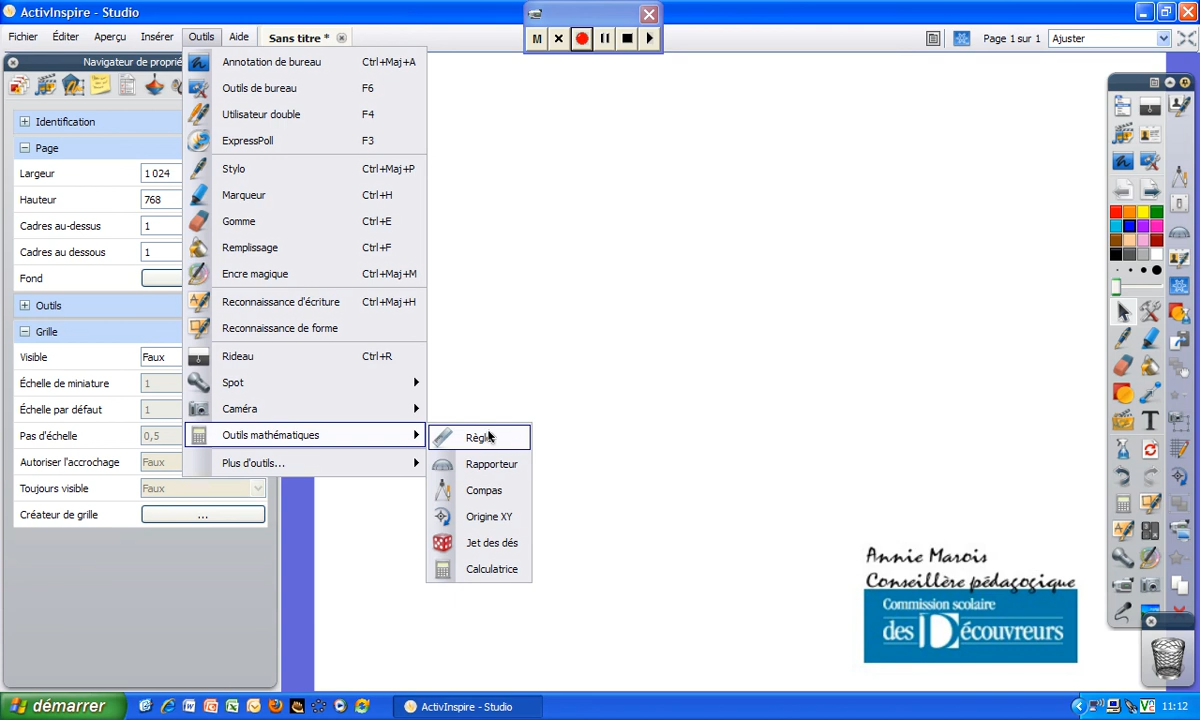 ActivInspire - Studio
Fichier Éditer Aperçu Insérer Outils Aide Sans titre * Page 1 sur 1 Ajuster
M
Navigateur de proprié
Identification
Page
Largeur 1 024
Hauteur 768
Cadres au-dessus 1
Cadres au dessous 1
Fond
Outils
Grille
Visible Faux
Échelle de miniature 1
Échelle par défaut 1
Pas d'échelle 0,5
Autoriser l'accrochage Faux
Toujours visible Faux
Créateur de grille ...
Annotation de bureau Ctrl+Maj+A
Outils de bureau F6
Utilisateur double F4
ExpressPoll F3
Stylo Ctrl+Maj+P
Marqueur Ctrl+H
Gomme Ctrl+E
Remplissage Ctrl+F
Encre magique Ctrl+Maj+M
Reconnaissance d'écriture Ctrl+Maj+H
Reconnaissance de forme
Rideau Ctrl+R
Spot
Caméra
Outils mathématiques
Plus d'outils...
Règle
Rapporteur
Compas
Origine XY
Jet des dés
Calculatrice
Annie Marois
Conseillère pédagogique
Commission scolaire
des Découvreurs
démarrer ActivInspire - Studio 11:12